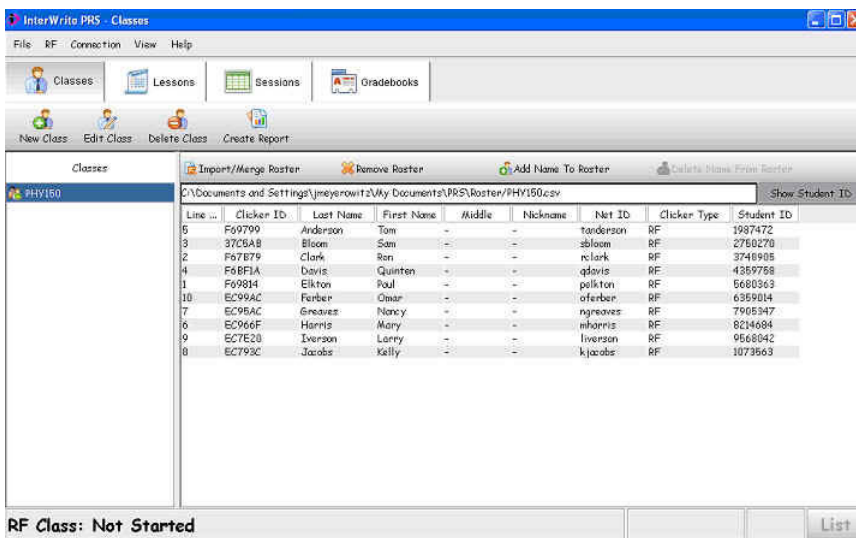 InterWrite PRS - Classes
File RF Connection View Help
Classes Lessons Sessions Gradebooks
New Class Edit Class Delete Class Create Report
Classes Import/Merge Roster Remove Roster Add Name To Roster Delete Name From Roster
PHY150 C:\Documents and Settings\jmeyerowitz\My Documents\PRS\Roster/PHY150.csv Show Student ID
Line ... Clicker ID Last Name First Name Middle Nickname Net ID Clicker Type Student ID
5 F69799 Anderson Tom - - tanderson RF 1987472
3 37C5AB Bloom Sam - - sbloom RF 2750270
2 F67B79 Clark Ron - - rclark RF 3748905
4 F6BF1A Davis Quinten - - qdavis RF 4359758
1 F69814 Elkton Paul - - pelkton RF 5680363
10 EC99AC Ferber Omar - - oferber RF 6359014
7 EC95AC Greaves Nancy - - ngreaves RF 7905347
6 EC966F Harris Mary - - mharris RF 8214684
9 EC7E20 Iverson Larry - - liverson RF 9568042
8 EC793C Jacobs Kelly - - kjacobs RF 1073563
RF Class: Not Started List